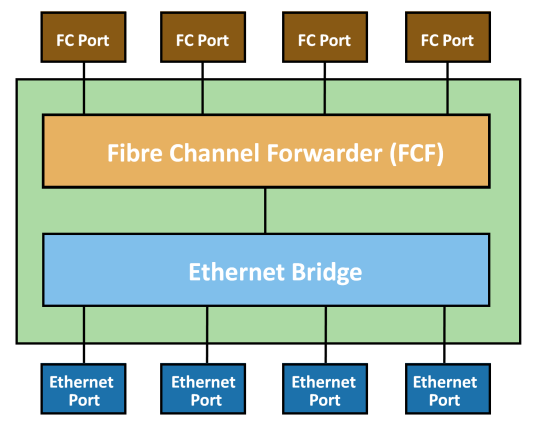 FC Port
FC Port
FC Port
FC Port
Fibre Channel Forwarder (FCF)
Ethernet Bridge
Ethernet
Port
Ethernet
Port
Ethernet
Port
Ethernet
Port